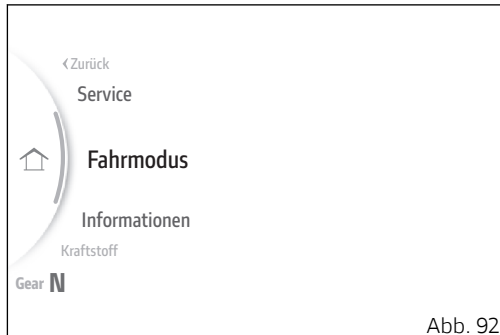 ‹Zurück
Service
Fahrmodus
Informationen
Kraftstoff
Gear N
Abb. 92